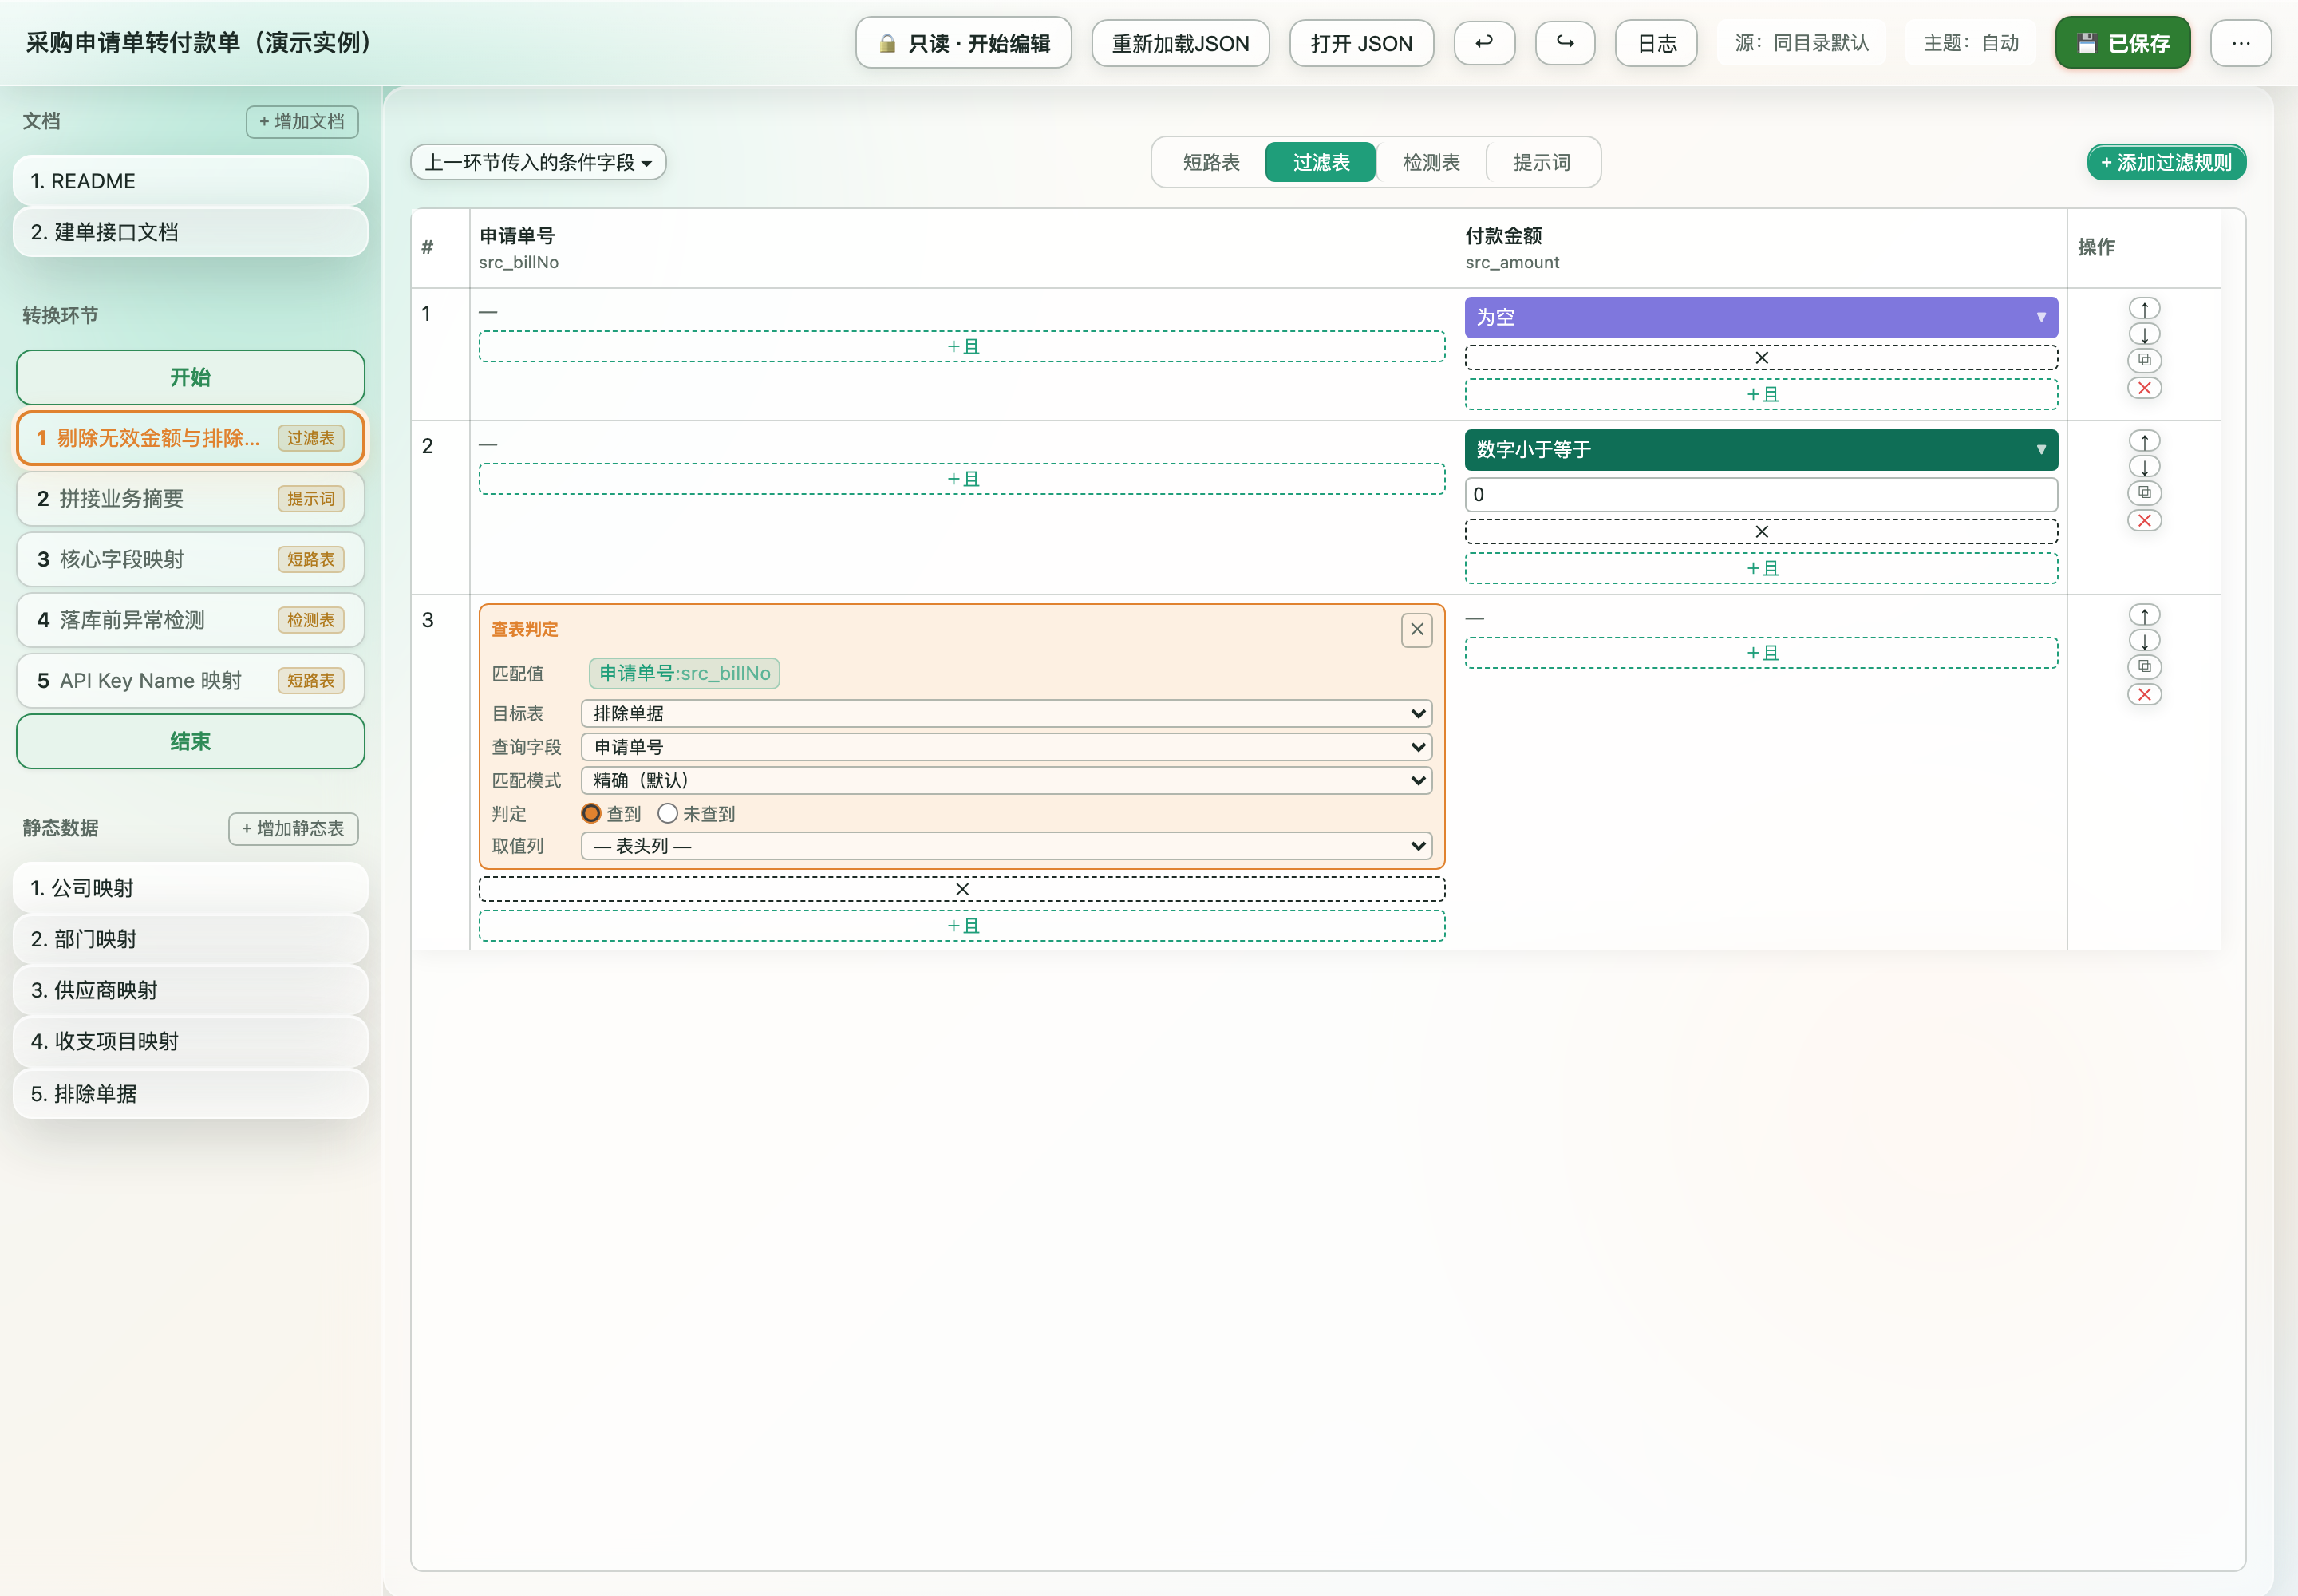 采购申请单转付款单（演示实例）
🔒 只读 · 开始编辑
重新加载JSON
打开 JSON
↩
↪
日志
源：同目录默认
主题：自动
💾 已保存
…
文档
+ 增加文档
1. README
2. 建单接口文档
转换环节
开始
1 剔除无效金额与排除... 过滤表
2 拼接业务摘要 提示词
3 核心字段映射 短路表
4 落库前异常检测 检测表
5 API Key Name 映射 短路表
结束
静态数据
+ 增加静态表
1. 公司映射
2. 部门映射
3. 供应商映射
4. 收支项目映射
5. 排除单据
上一环节传入的条件字段
短路表
过滤表
检测表
提示词
+ 添加过滤规则
#
申请单号
src_billNo
付款金额
src_amount
操作
1
—
+且
为空
×
+且
↑
↓
×
2
—
+且
数字小于等于
0
×
+且
↑
↓
×
3
查表判定
×
匹配值 申请单号:src_billNo
目标表 排除单据
查询字段 申请单号
匹配模式 精确（默认）
判定 查到 未查到
取值列 — 表头列 —
×
+且
—
+且
↑
↓
×